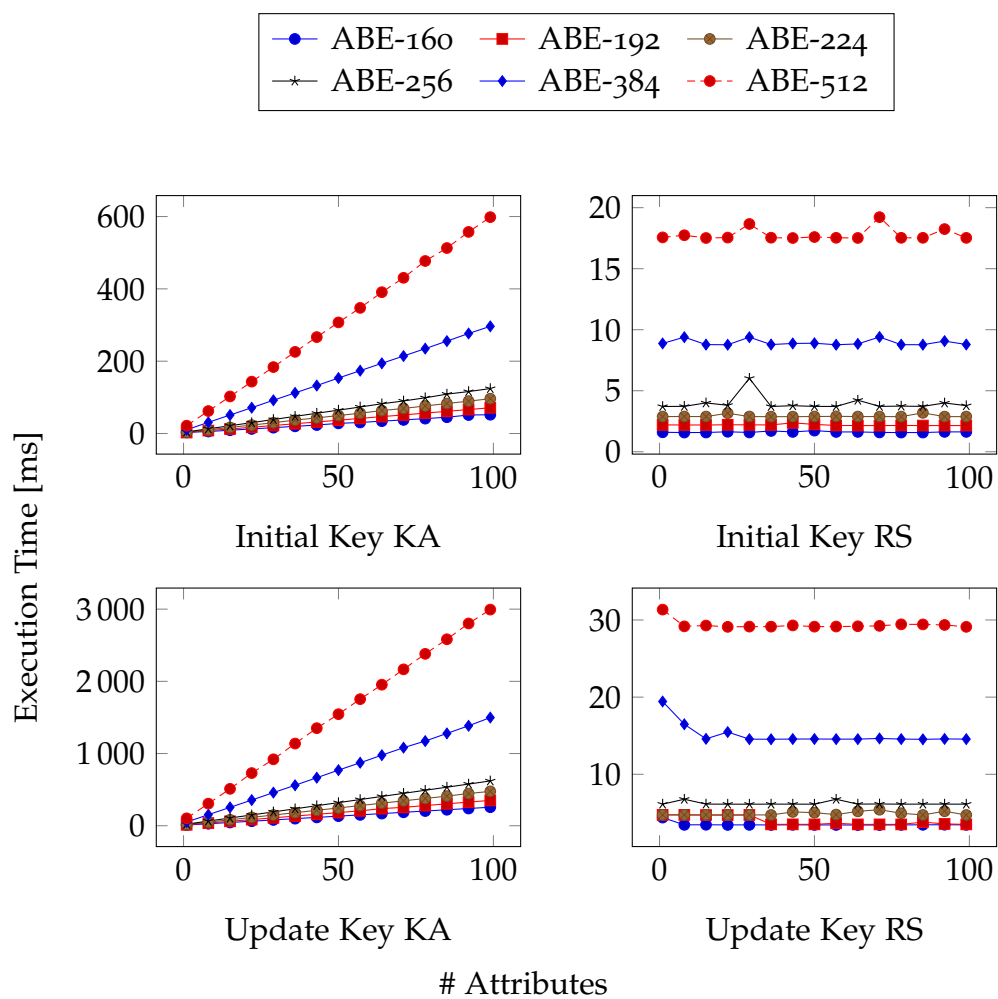 ABE-160 ABE-192 ABE-224
ABE-256 ABE-384 ABE-512
Execution Time [ms]
600
400
200
0
0 50 100
Initial Key KA
20
15
10
5
0
0 50 100
Initial Key RS
3 000
2 000
1 000
0
0 50 100
Update Key KA
30
20
10
0 50 100
Update Key RS
# Attributes